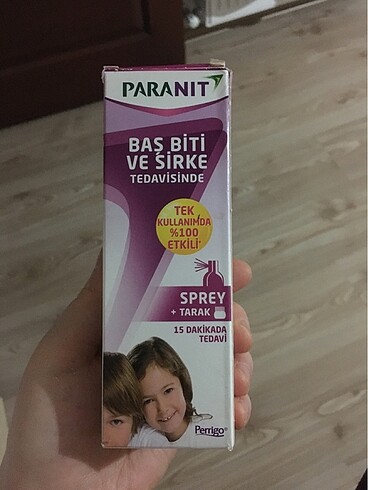 PARANIT
BAŞ BİTİ
VE SİRKE
TEDAVİSİNDE
TEK
KULLANIMDA
%100
ETKİLİ*
SPREY
+ TARAK
15 DAKİKADA
TEDAVİ
Perrigo®